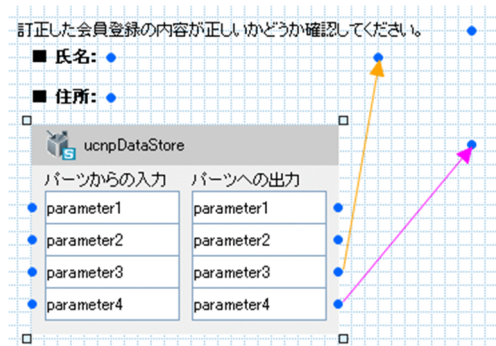 訂正した会員登録の内容が正しいかどうか確認してください。
■ 氏名:
■ 住所:
ucnpDataStore
パーツからの入力 パーツへの出力
parameter1 parameter1
parameter2 parameter2
parameter3 parameter3
parameter4 parameter4